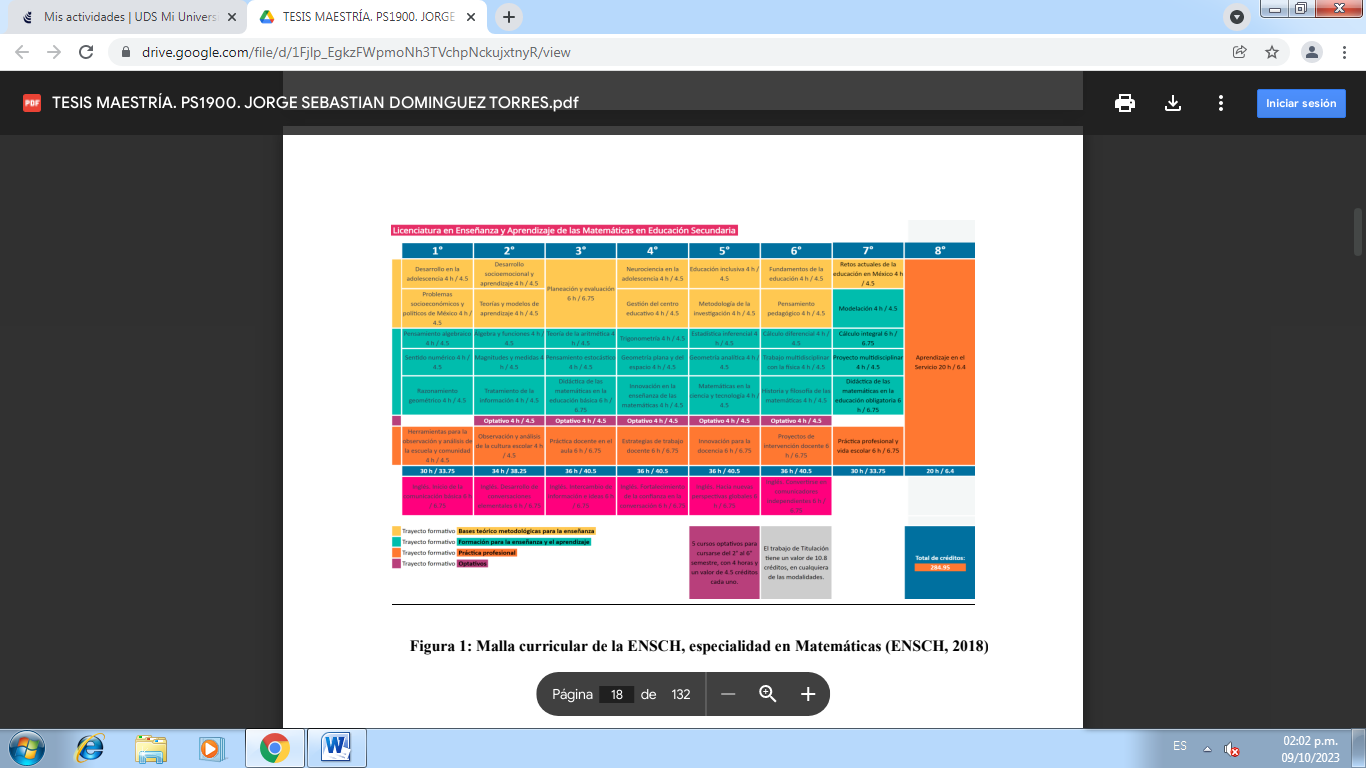 Mis actividades | UDS Mi Univers
TESIS MAESTRÍA. PS1900. JORGE
drive.google.com/file/d/1Fjlp_EgkzFWpmoNh3TVchpNckujxtnyR/view
TESIS MAESTRÍA. PS1900. JORGE SEBASTIAN DOMINGUEZ TORRES.pdf
Iniciar sesión
Licenciatura en Enseñanza y Aprendizaje de las Matemáticas en Educación Secundaria
1° 2° 3° 4° 5° 6° 7° 8°
Desarrollo en la
adolescencia 4 h / 4.5
Desarrollo
socioemocional y
aprendizaje 4 h / 4.5
Planeación y evaluación
6 h / 6.75
Neurociencia en la
adolescencia 4 h / 4.5
Educación inclusiva 4 h /
4.5
Fundamentos de la
educación 4 h / 4.5
Retos actuales de la
educación en México 4 h
/ 4.5
Problemas
socioeconómicos y
políticos de México 4 h /
4.5
Teorías y modelos de
aprendizaje 4 h / 4.5
Gestión del centro
educativo 4 h / 4.5
Metodología de la
investigación 4 h / 4.5
Pensamiento
pedagógico 4 h / 4.5
Modelación 4 h / 4.5
Pensamiento algebraico
4 h / 4.5
Álgebra y funciones 4 h /
4.5
Teoría de la aritmética 4
h / 4.5
Trigonometría 4 h / 4.5
Estadística inferencial 4
h / 4.5
Cálculo diferencial 4 h /
4.5
Cálculo integral 6 h /
6.75
Sentido numérico 4 h /
4.5
Magnitudes y medidas 4
h / 4.5
Pensamiento estocástico
4 h / 4.5
Geometría plana y del
espacio 4 h / 4.5
Geometría analítica 4 h /
4.5
Trabajo multidisciplinar
con la física 4 h / 4.5
Proyecto multidisciplinar
4 h / 4.5
Aprendizaje en el
Servicio 20 h / 6.4
Razonamiento
geométrico 4 h / 4.5
Tratamiento de la
información 4 h / 4.5
Didáctica de las
matemáticas en la
educación básica 6 h /
6.75
Innovación en la
enseñanza de las
matemáticas 4 h / 4.5
Matemáticas en la
ciencia y tecnología 4 h /
4.5
Historia y filosofía de las
matemáticas 4 h / 4.5
Didáctica de las
matemáticas en la
educación obligatoria 6
h / 6.75
Optativo 4 h / 4.5 Optativo 4 h / 4.5 Optativo 4 h / 4.5 Optativo 4 h / 4.5 Optativo 4 h / 4.5
Herramientas para la
observación y análisis de
la escuela y comunidad
4 h / 4.5
Observación y análisis
de la cultura escolar 4 h
/ 4.5
Práctica docente en el
aula 6 h / 6.75
Estrategias de trabajo
docente 6 h / 6.75
Innovación para la
docencia 6 h / 6.75
Proyectos de
intervención docente 6
h / 6.75
Práctica profesional y
vida escolar 6 h / 6.75
30 h / 33.75 34 h / 38.25 36 h / 40.5 36 h / 40.5 36 h / 40.5 36 h / 40.5 30 h / 33.75 20 h / 6.4
Trayecto formativo Bases teórico metodológicas para la enseñanza
Trayecto formativo Formación para la enseñanza y el aprendizaje
Trayecto formativo Práctica profesional
Trayecto formativo Optativos
5 cursos optativos para
cursarse del 2° al 6°
semestre, con 4 horas y
un valor de 4.5 créditos
cada uno.
El trabajo de Titulación
tiene un valor de 10.8
créditos, en cualquiera
de las modalidades.
Total de créditos:
284.95
Figura 1: Malla curricular de la ENSCH, especialidad en Matemáticas (ENSCH, 2018)
Página 18 de 132
ES
02:02 p.m.
09/10/2023